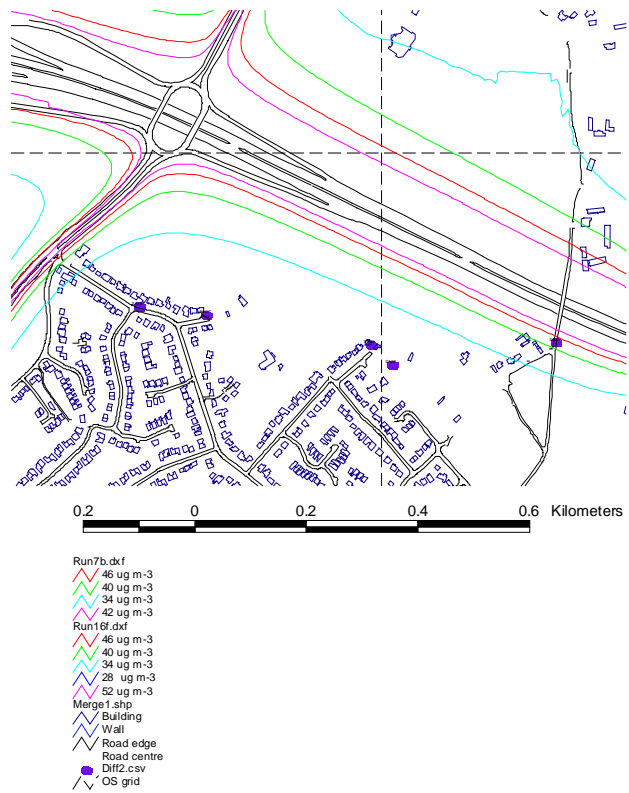 0.2 0 0.2 0.4 0.6 Kilometers
Run7b.dxf
46 ug m-3
40 ug m-3
34 ug m-3
42 ug m-3
Run16f.dxf
46 ug m-3
40 ug m-3
34 ug m-3
28 ug m-3
52 ug m-3
Merge1.shp
Building
Wall
Road edge
Road centre
Diff2.csv
OS grid